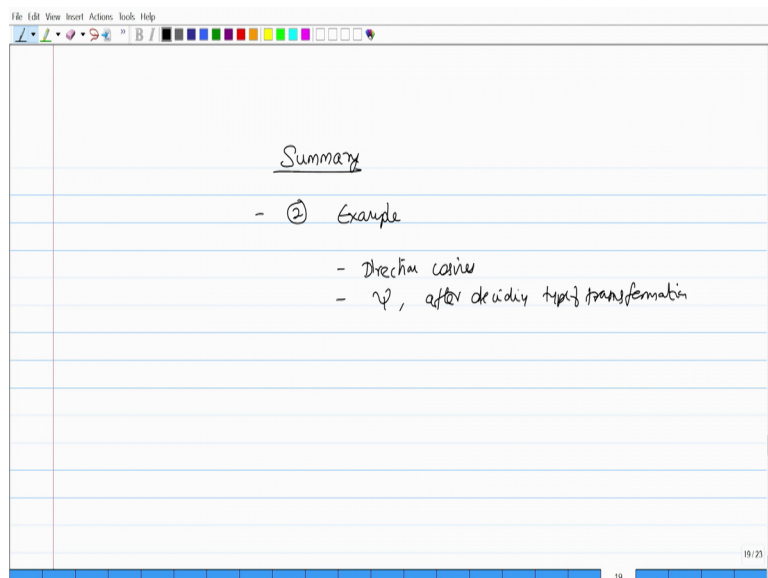 File Edit View Insert Actions Tools Help
» B I
Summary
- ② Example
- Direction cosines
- Ψ, after deciding type of transformation
19 / 23
19